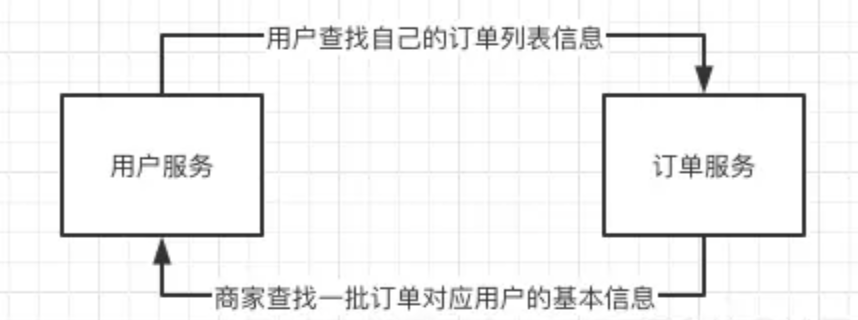 用户查找自己的订单列表信息
用户服务
订单服务
商家查找一批订单对应用户的基本信息